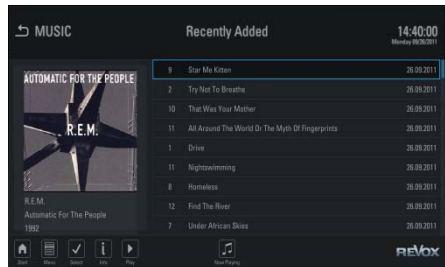 MUSIC
Recently Added
14:40:00
Monday 09/26/2011
AUTOMATIC FOR THE PEOPLE
R.E.M.
R.E.M.
Automatic For The People
1992
9 Star Me Kitten 26.09.2011
2 Try Not To Breathe 26.09.2011
10 That Was Your Mother 26.09.2011
11 All Around The World Or The Myth Of Fingerprints 26.09.2011
1 Drive 26.09.2011
11 Nightswimming 26.09.2011
8 Homeless 26.09.2011
12 Find The River 26.09.2011
7 Under African Skies 26.09.2011
Start Menu Select Info Play Now Playing
REVOX